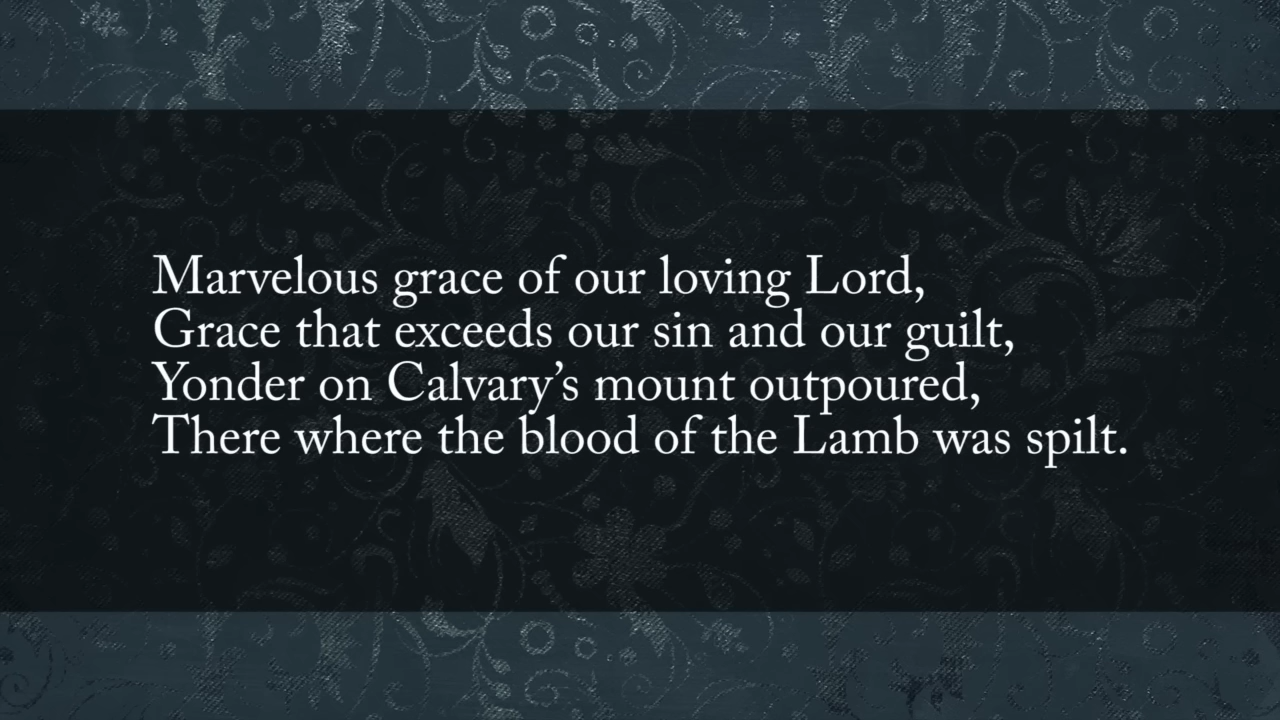 Marvelous grace of our loving Lord,
Grace that exceeds our sin and our guilt,
Yonder on Calvary’s mount outpoured,
There where the blood of the Lamb was spilt.